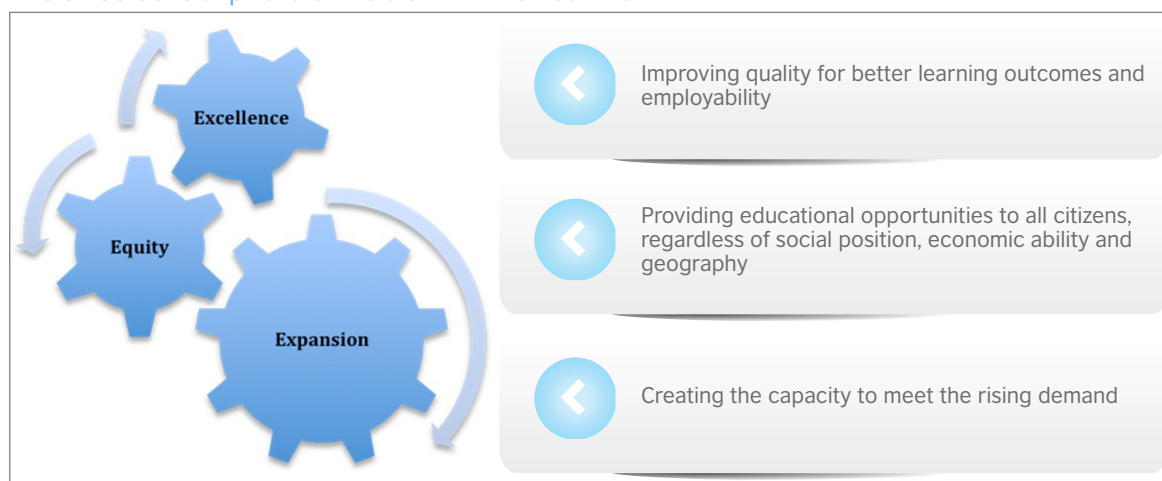 Excellence
Equity
Expansion
Improving quality for better learning outcomes and
employability
Providing educational opportunities to all citizens,
regardless of social position, economic ability and
geography
Creating the capacity to meet the rising demand